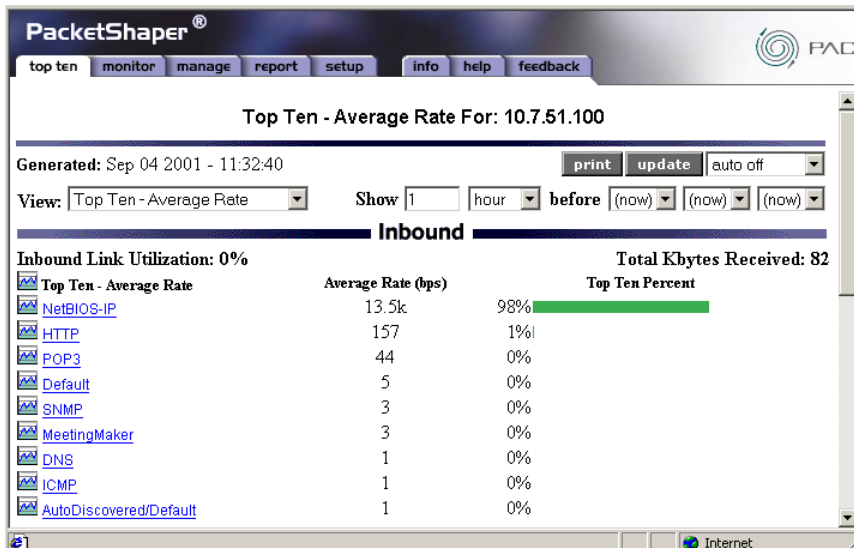 PacketShaper ®
top ten monitor manage report setup info help feedback
Top Ten - Average Rate For: 10.7.51.100
Generated: Sep 04 2001 - 11:32:40 print update auto off
View: Top Ten - Average Rate Show 1 hour before (now) (now) (now)
Inbound
Inbound Link Utilization: 0% Total Kbytes Received: 82
Top Ten - Average Rate Average Rate (bps) Top Ten Percent
NetBIOS-IP 13.5k 98%
HTTP 157 1%
POP3 44 0%
Default 5 0%
SNMP 3 0%
MeetingMaker 3 0%
DNS 1 0%
ICMP 1 0%
AutoDiscovered/Default 1 0%
Internet